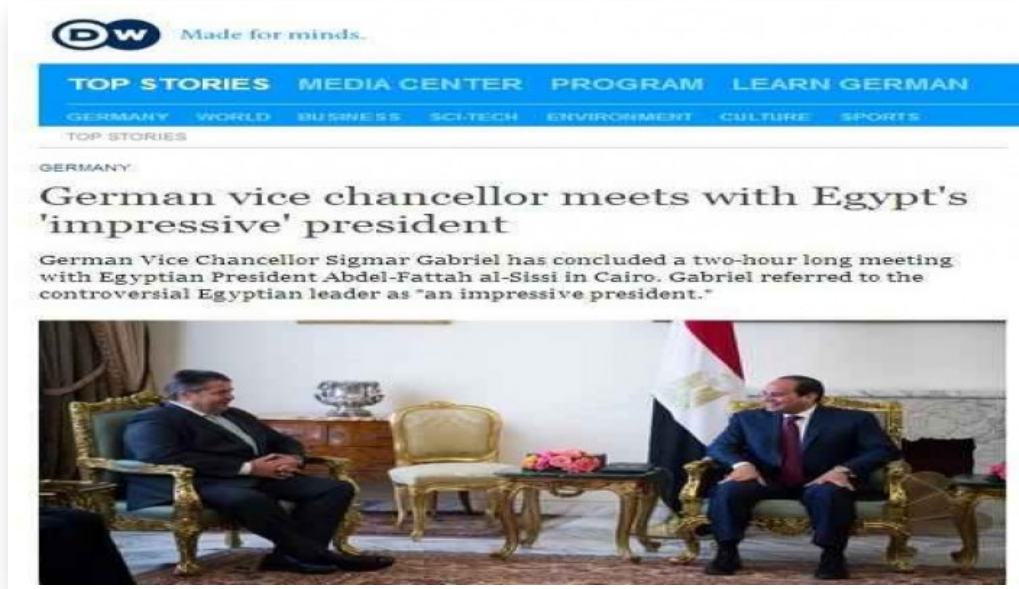 DW Made for minds.
TOP STORIES MEDIA CENTER PROGRAM LEARN GERMAN
GERMANY WORLD BUSINESS SCI-TECH ENVIRONMENT CULTURE SPORTS
TOP STORIES
GERMANY
German vice chancellor meets with Egypt's
'impressive' president
German Vice Chancellor Sigmar Gabriel has concluded a two-hour long meeting
with Egyptian President Abdel-Fattah al-Sissi in Cairo. Gabriel referred to the
controversial Egyptian leader as "an impressive president."